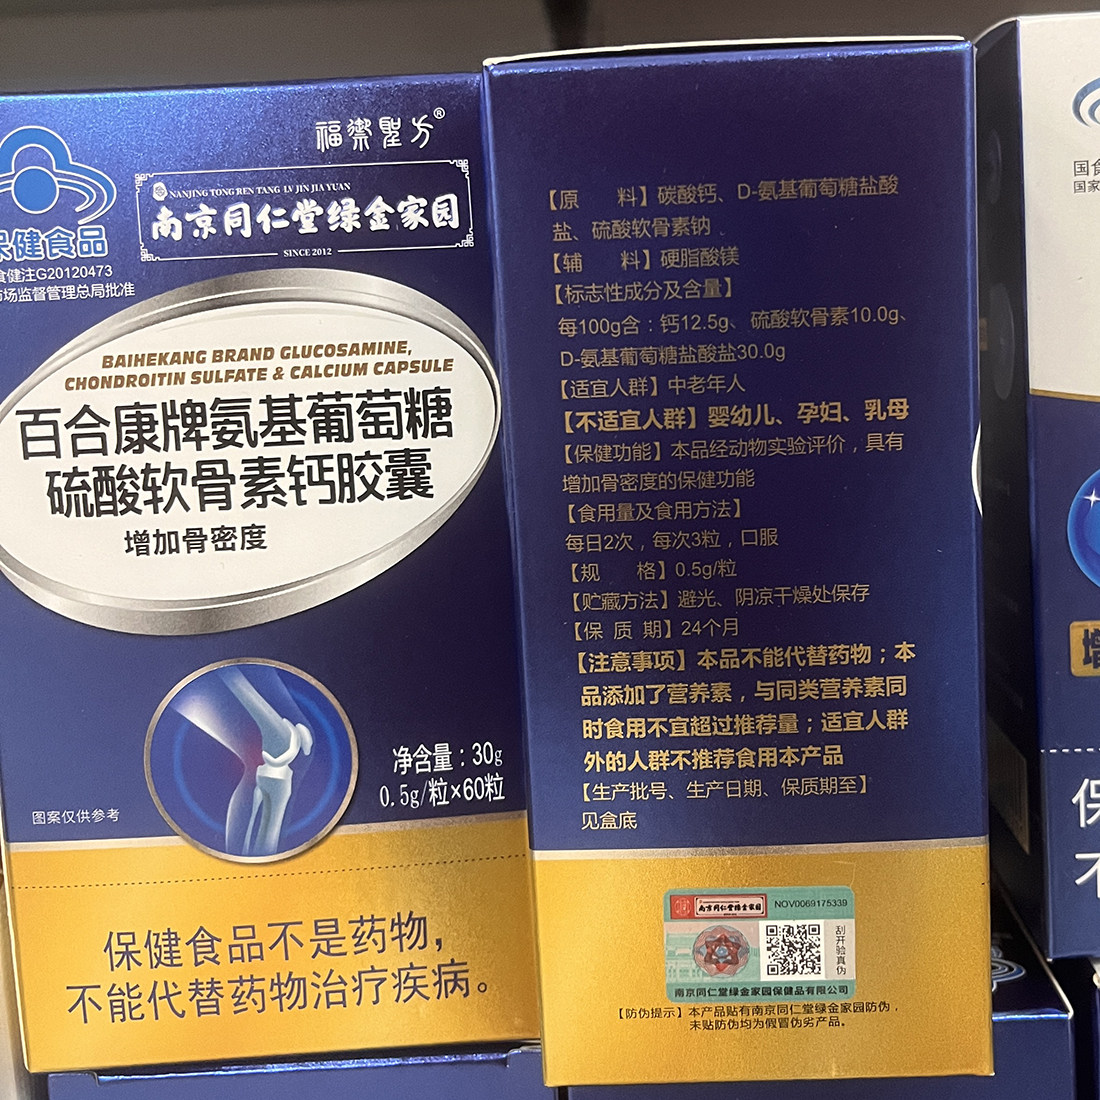 福禦聖方®
NANJING TONG REN TANG LV JIN JIA YUAN
南京同仁堂绿金家园
SINCE 2012
保健食品
食健注G20120473
市场监督管理总局批准
BAIHEKANG BRAND GLUCOSAMINE,
CHONDROITIN SULFATE & CALCIUM CAPSULE
百合康牌氨基葡萄糖
硫酸软骨素钙胶囊
增加骨密度
净含量：30g
0.5g/粒×60粒
图案仅供参考
保健食品不是药物，
不能代替药物治疗疾病。
【原　　料】碳酸钙、D-氨基葡萄糖盐酸
盐、硫酸软骨素钠
【辅　　料】硬脂酸镁
【标志性成分及含量】
每100g含：钙12.5g、硫酸软骨素10.0g、
D-氨基葡萄糖盐酸盐30.0g
【适宜人群】中老年人
【不适宜人群】婴幼儿、孕妇、乳母
【保健功能】本品经动物实验评价，具有
增加骨密度的保健功能
【食用量及食用方法】
每日2次，每次3粒，口服
【规　　格】0.5g/粒
【贮藏方法】避光、阴凉干燥处保存
【保 质 期】24个月
【注意事项】本品不能代替药物；本
品添加了营养素，与同类营养素同
时食用不宜超过推荐量；适宜人群
外的人群不推荐食用本产品
【生产批号、生产日期、保质期至】
见盒底
南京同仁堂绿金家园
NOV0069175339
刮开验真伪
南京同仁堂绿金家园保健品有限公司
【防伪提示】本产品贴有南京同仁堂绿金家园防伪，
未贴防伪均为假冒伪劣产品。
国食
国家
增
保
不